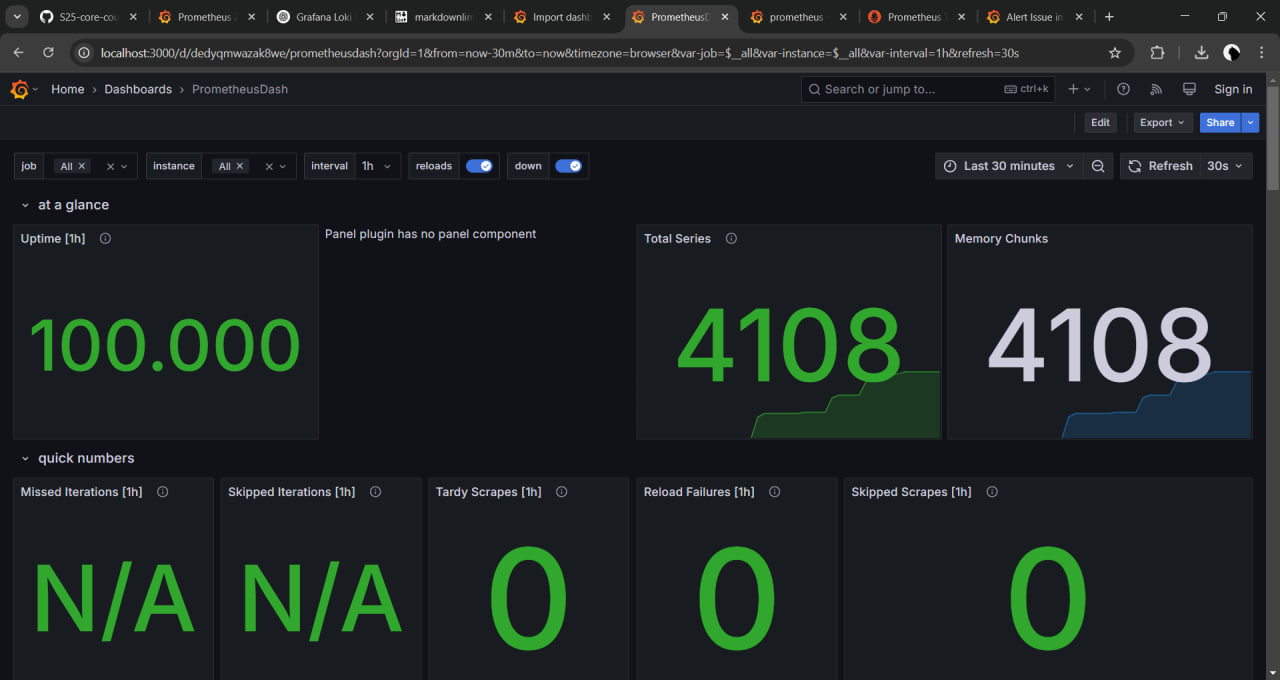 S25-core-cou
Prometheus 2
Grafana Loki
markdownlim
Import dashb
PrometheusD
prometheus -
Prometheus T
Alert Issue in
localhost:3000/d/dedyqmwazak8we/prometheusdash?orgId=1&from=now-30m&to=now&timezone=browser&var-job=$__all&var-instance=$__all&var-interval=1h&refresh=30s
Home › Dashboards › PrometheusDash
Search or jump to...
ctrl+k
Sign in
Edit
Export
Share
job
All
instance
All
interval
1h
reloads
down
Last 30 minutes
Refresh
30s
at a glance
Uptime [1h]
100.000
Panel plugin has no panel component
Total Series
4108
Memory Chunks
4108
quick numbers
Missed Iterations [1h]
N/A
Skipped Iterations [1h]
N/A
Tardy Scrapes [1h]
0
Reload Failures [1h]
0
Skipped Scrapes [1h]
0